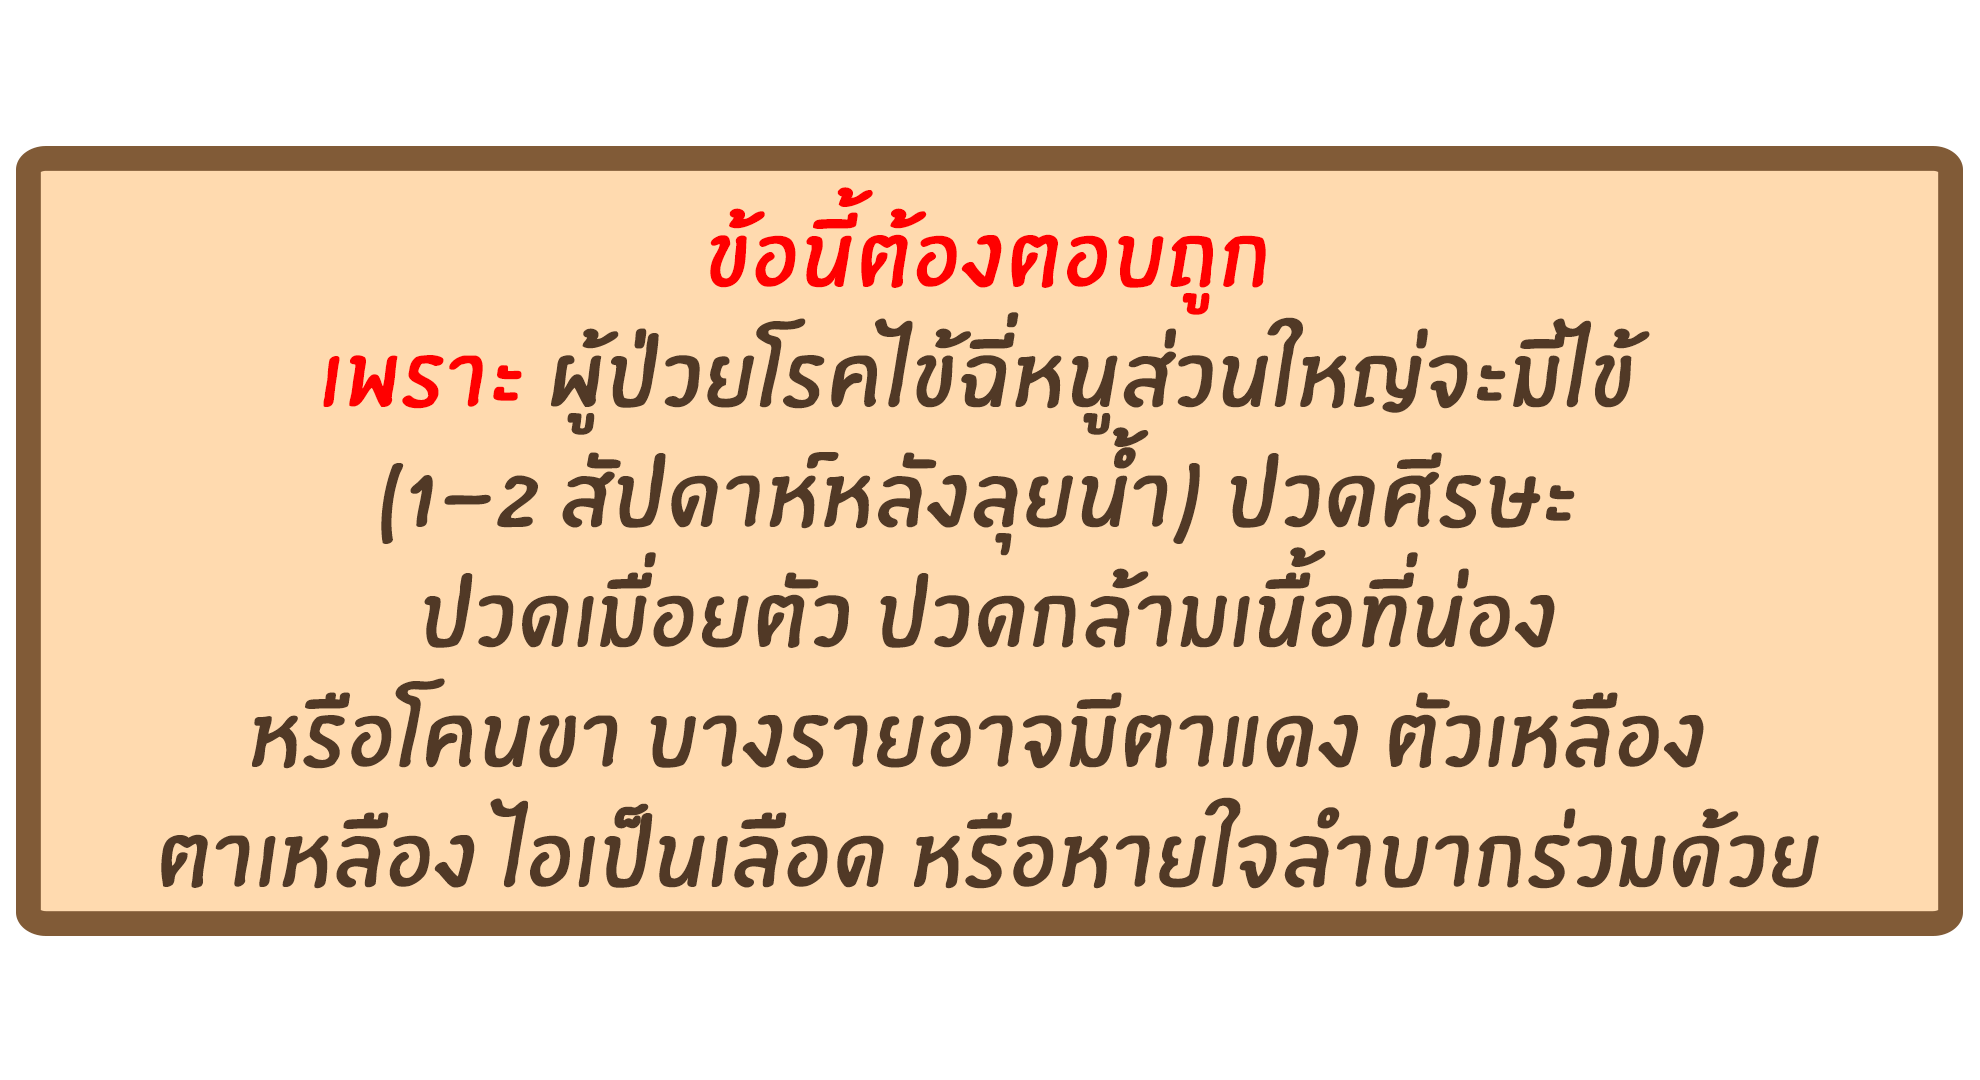 ข้อนี้ต้องตอบถูก
เพราะ ผู้ป่วยโรคไข้ฉี่หนูส่วนใหญ่จะมีไข้
(1-2 สัปดาห์หลังลุยน้ำ) ปวดศีรษะ
ปวดเมื่อยตัว ปวดกล้ามเนื้อที่น่อง
หรือโคนขา บางรายอาจมีตาแดง ตัวเหลือง
ตาเหลือง ไอเป็นเลือด หรือหายใจลำบากร่วมด้วย